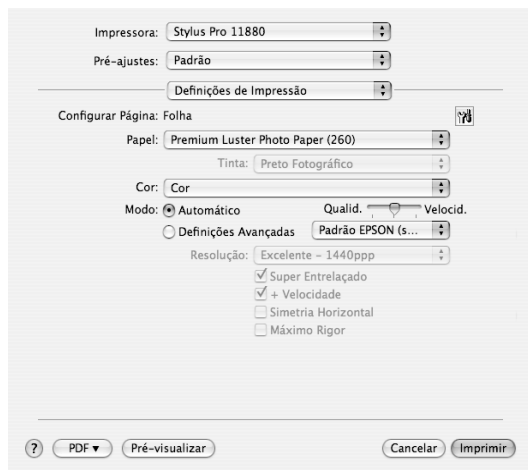 Impressora: Stylus Pro 11880
Pré-ajustes: Padrão
Definições de Impressão
Configurar Página: Folha
Papel: Premium Luster Photo Paper (260)
Tinta: Preto Fotográfico
Cor: Cor
Modo: Automático Qualid. Velocid.
Definições Avançadas Padrão EPSON (s...
Resolução: Excelente - 1440ppp
Super Entrelaçado
+ Velocidade
Simetria Horizontal
Máximo Rigor
? PDF Pré-visualizar Cancelar Imprimir